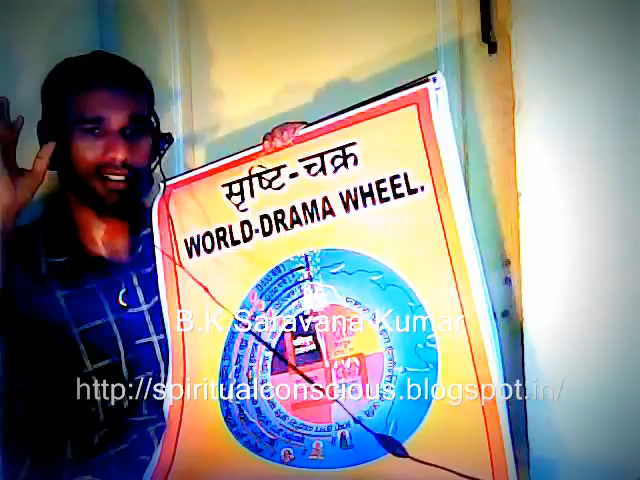 सृष्टि-चक्र
WORLD-DRAMA WHEEL.
B.K.Saravana Kumar
http://spiritualconscious.blogspot.in/